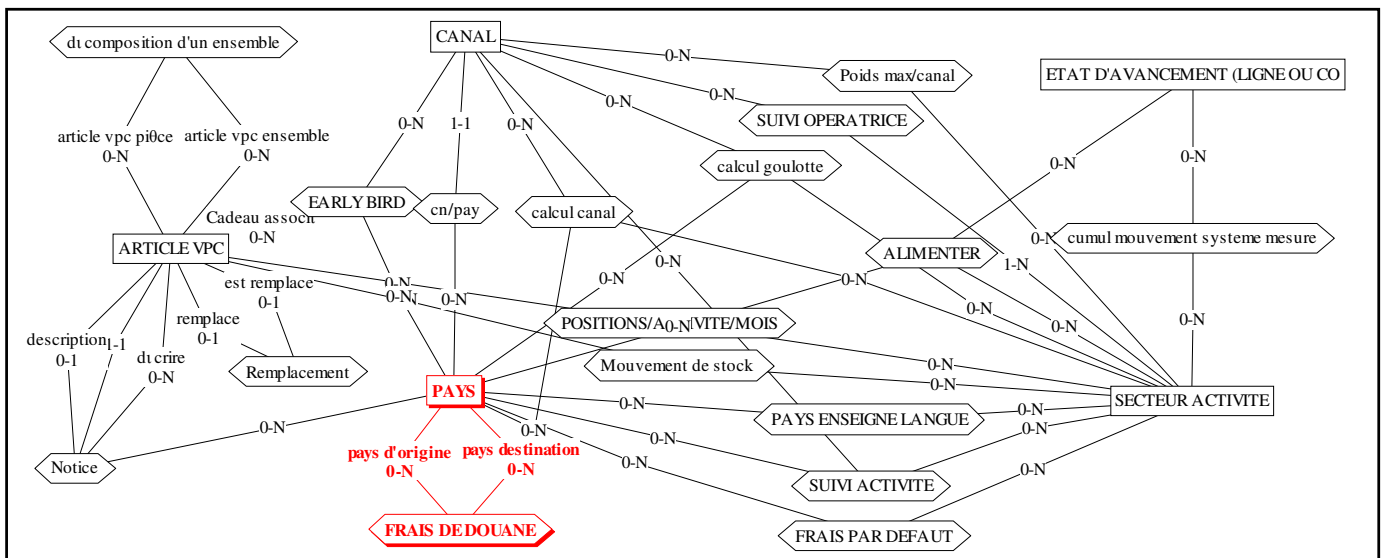 dι composition d'un ensemble
CANAL
0-N
Poids max/canal
ETAT D'AVANCEMENT (LIGNE OU CO
0-N
SUIVI OPERATRICE
article vpc piθce
0-N
article vpc ensemble
0-N
0-N
1-1
0-N
0-N
calcul goulotte
0-N
0-N
EARLY BIRD
cn/pay
calcul canal
Cadeau associι
0-N
ARTICLE VPC
0-N
cumul mouvement systeme mesure
ALIMENTER
0-N
1-N
est remplace
0-1
0-N
0-N
0-N
0-N
0-N
0-N
remplace
0-1
POSITIONS/A
0-N
VITE/MOIS
0-N
0-N
0-N
description
0-1
1-1
dι crire
0-N
Remplacement
Mouvement de stock
0-N
0-N
PAYS
SECTEUR ACTIVITE
0-N
PAYS ENSEIGNE LANGUE
0-N
0-N
0-N
0-N
0-N
pays d'origine
0-N
pays destination
0-N
Notice
0-N
0-N
SUIVI ACTIVITE
FRAIS DE DOUANE
FRAIS PAR DEFAUT